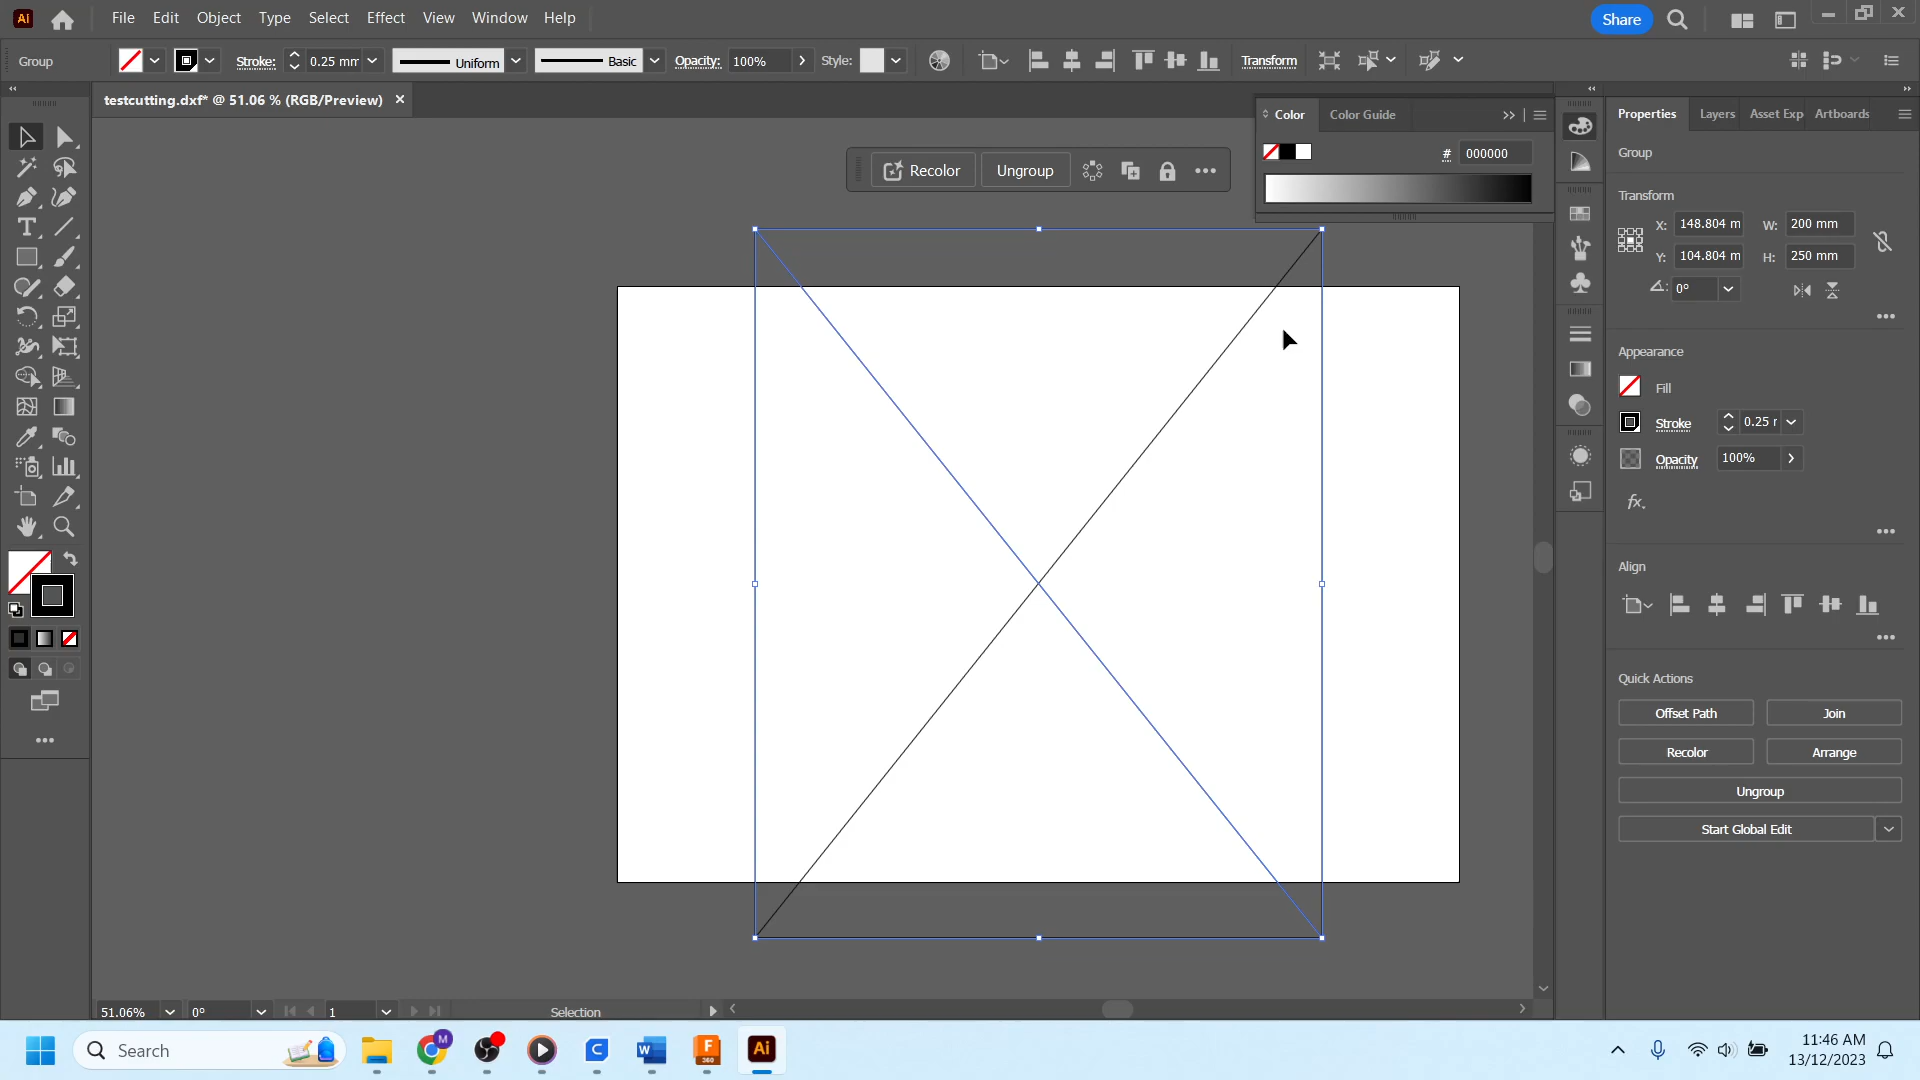 Ai File Edit Object Type Select Effect View Window Help Share
Group Stroke: 0.25 mm Uniform Basic Opacity: 100% Style: Transform
testcutting.dxf* @ 51.06 % (RGB/Preview)
Color Color Guide
# 000000
Recolor Ungroup
Properties Layers Asset Exp Artboards
Group
Transform
X: 148.804 m W: 200 mm
Y: 104.804 m H: 250 mm
0°
Appearance
Fill
Stroke 0.25 r
Opacity 100%
fx.
Align
Quick Actions
Offset Path Join
Recolor Arrange
Ungroup
Start Global Edit
51.06% 0° 1 Selection
Search
M
C
W
F
360
Ai
11:46 AM
13/12/2023